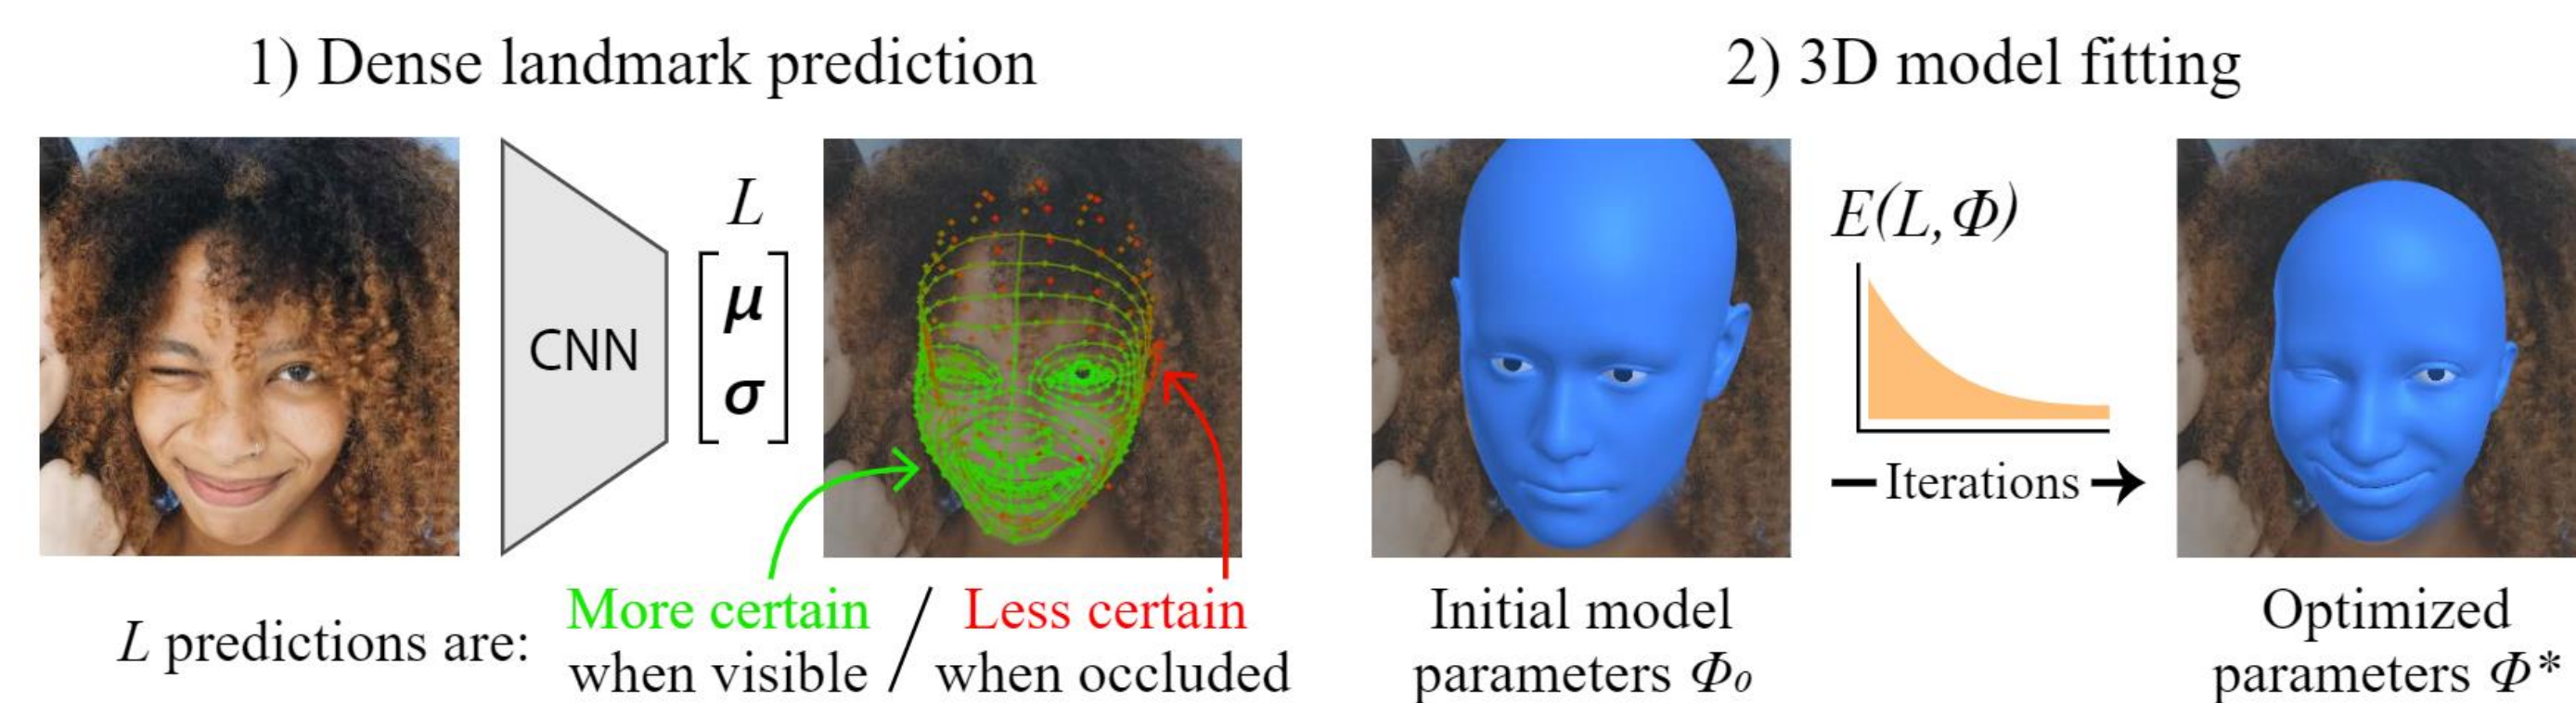 1) Dense landmark prediction
2) 3D model fitting
CNN
L
μ
σ
E(L, Φ)
Iterations
L predictions are:
More certain
when visible
/
Less certain
when occluded
Initial model
parameters Φ₀
Optimized
parameters Φ*